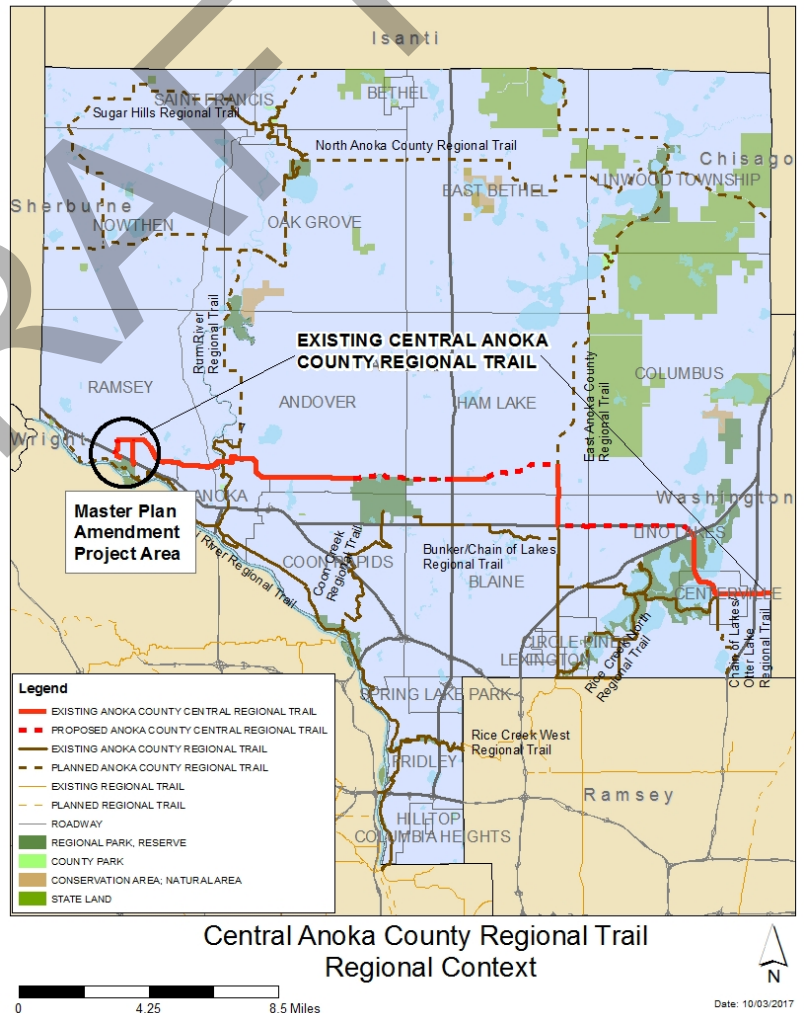 Isanti
SAINT FRANCIS
BETHEL
Sugar Hills Regional Trail
North Anoka County Regional Trail
Chisago
LINWOOD TOWNSHIP
EAST BETHEL
Sherburne
NOWTHEN
OAK GROVE
Rum River
Regional Trail
EXISTING CENTRAL ANOKA
COUNTY REGIONAL TRAIL
East Anoka County
Regional Trail
COLUMBUS
RAMSEY
ANDOVER
HAM LAKE
Wright
ANOKA
Washington
Master Plan
Amendment
Project Area
LINO LAKES
River Regional Trail
Coon Creek
Regional Trail
COON RAPIDS
Bunker/Chain of Lakes
Regional Trail
BLAINE
CENTERVILLE
CIRCLE PINES
LEXINGTON
Rice Creek North
Regional Trail
Chain of Lakes/
Otter Lake
Regional Trail
SPRING LAKE PARK
Rice Creek West
Regional Trail
FRIDLEY
Ramsey
HILLTOP
COLUMBIA HEIGHTS
Legend
EXISTING ANOKA COUNTY CENTRAL REGIONAL TRAIL
PROPOSED ANOKA COUNTY CENTRAL REGIONAL TRAIL
EXISTING ANOKA COUNTY REGIONAL TRAIL
PLANNED ANOKA COUNTY REGIONAL TRAIL
EXISTING REGIONAL TRAIL
PLANNED REGIONAL TRAIL
ROADWAY
REGIONAL PARK, RESERVE
COUNTY PARK
CONSERVATION AREA; NATURAL AREA
STATE LAND
Central Anoka County Regional Trail
Regional Context
0 4.25 8.5 Miles
N
Date: 10/03/2017